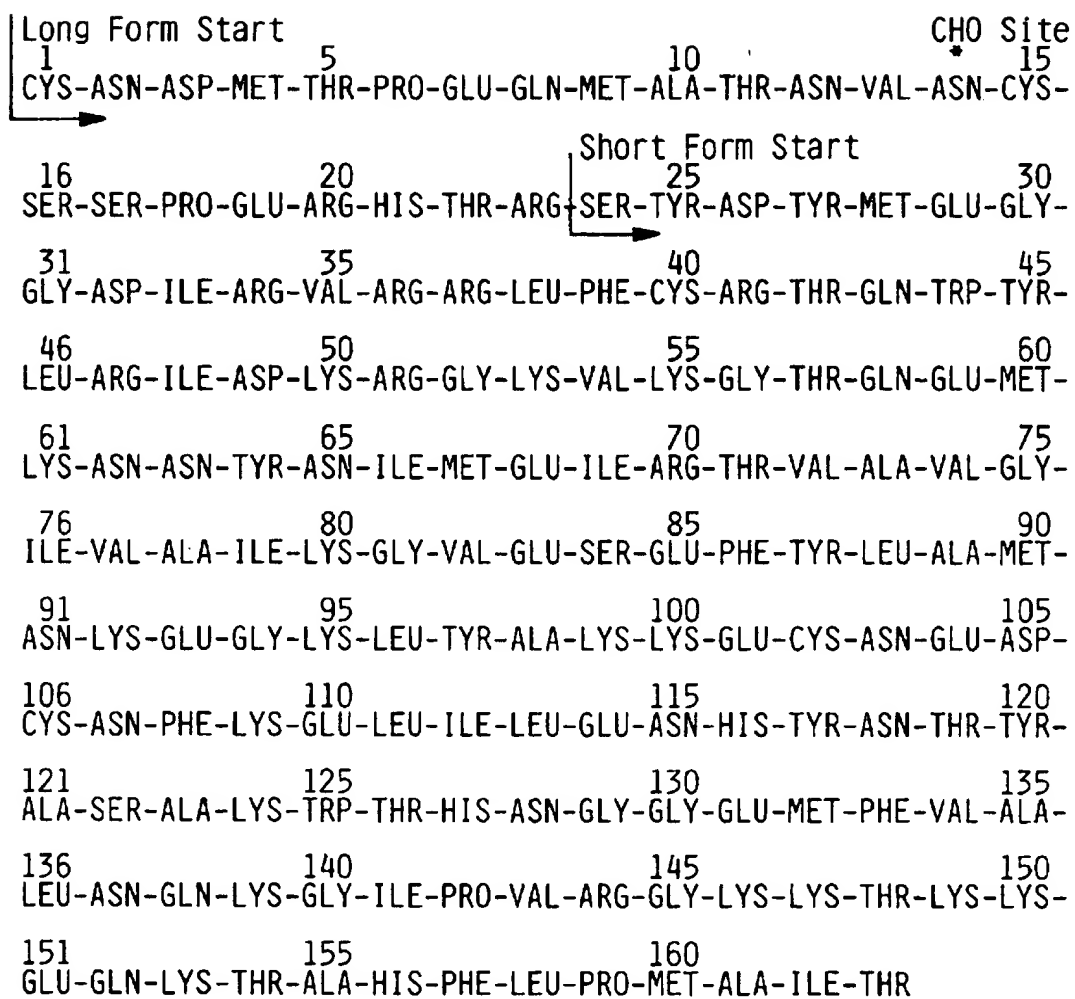 Long Form Start CHO Site
1 5 10 * 15
CYS-ASN-ASP-MET-THR-PRO-GLU-GLN-MET-ALA-THR-ASN-VAL-ASN-CYS-
Short Form Start
16 20 25 30
SER-SER-PRO-GLU-ARG-HIS-THR-ARG-SER-TYR-ASP-TYR-MET-GLU-GLY-
31 35 40 45
GLY-ASP-ILE-ARG-VAL-ARG-ARG-LEU-PHE-CYS-ARG-THR-GLN-TRP-TYR-
46 50 55 60
LEU-ARG-ILE-ASP-LYS-ARG-GLY-LYS-VAL-LYS-GLY-THR-GLN-GLU-MET-
61 65 70 75
LYS-ASN-ASN-TYR-ASN-ILE-MET-GLU-ILE-ARG-THR-VAL-ALA-VAL-GLY-
76 80 85 90
ILE-VAL-ALA-ILE-LYS-GLY-VAL-GLU-SER-GLU-PHE-TYR-LEU-ALA-MET-
91 95 100 105
ASN-LYS-GLU-GLY-LYS-LEU-TYR-ALA-LYS-LYS-GLU-CYS-ASN-GLU-ASP-
106 110 115 120
CYS-ASN-PHE-LYS-GLU-LEU-ILE-LEU-GLU-ASN-HIS-TYR-ASN-THR-TYR-
121 125 130 135
ALA-SER-ALA-LYS-TRP-THR-HIS-ASN-GLY-GLY-GLU-MET-PHE-VAL-ALA-
136 140 145 150
LEU-ASN-GLN-LYS-GLY-ILE-PRO-VAL-ARG-GLY-LYS-LYS-THR-LYS-LYS-
151 155 160
GLU-GLN-LYS-THR-ALA-HIS-PHE-LEU-PRO-MET-ALA-ILE-THR